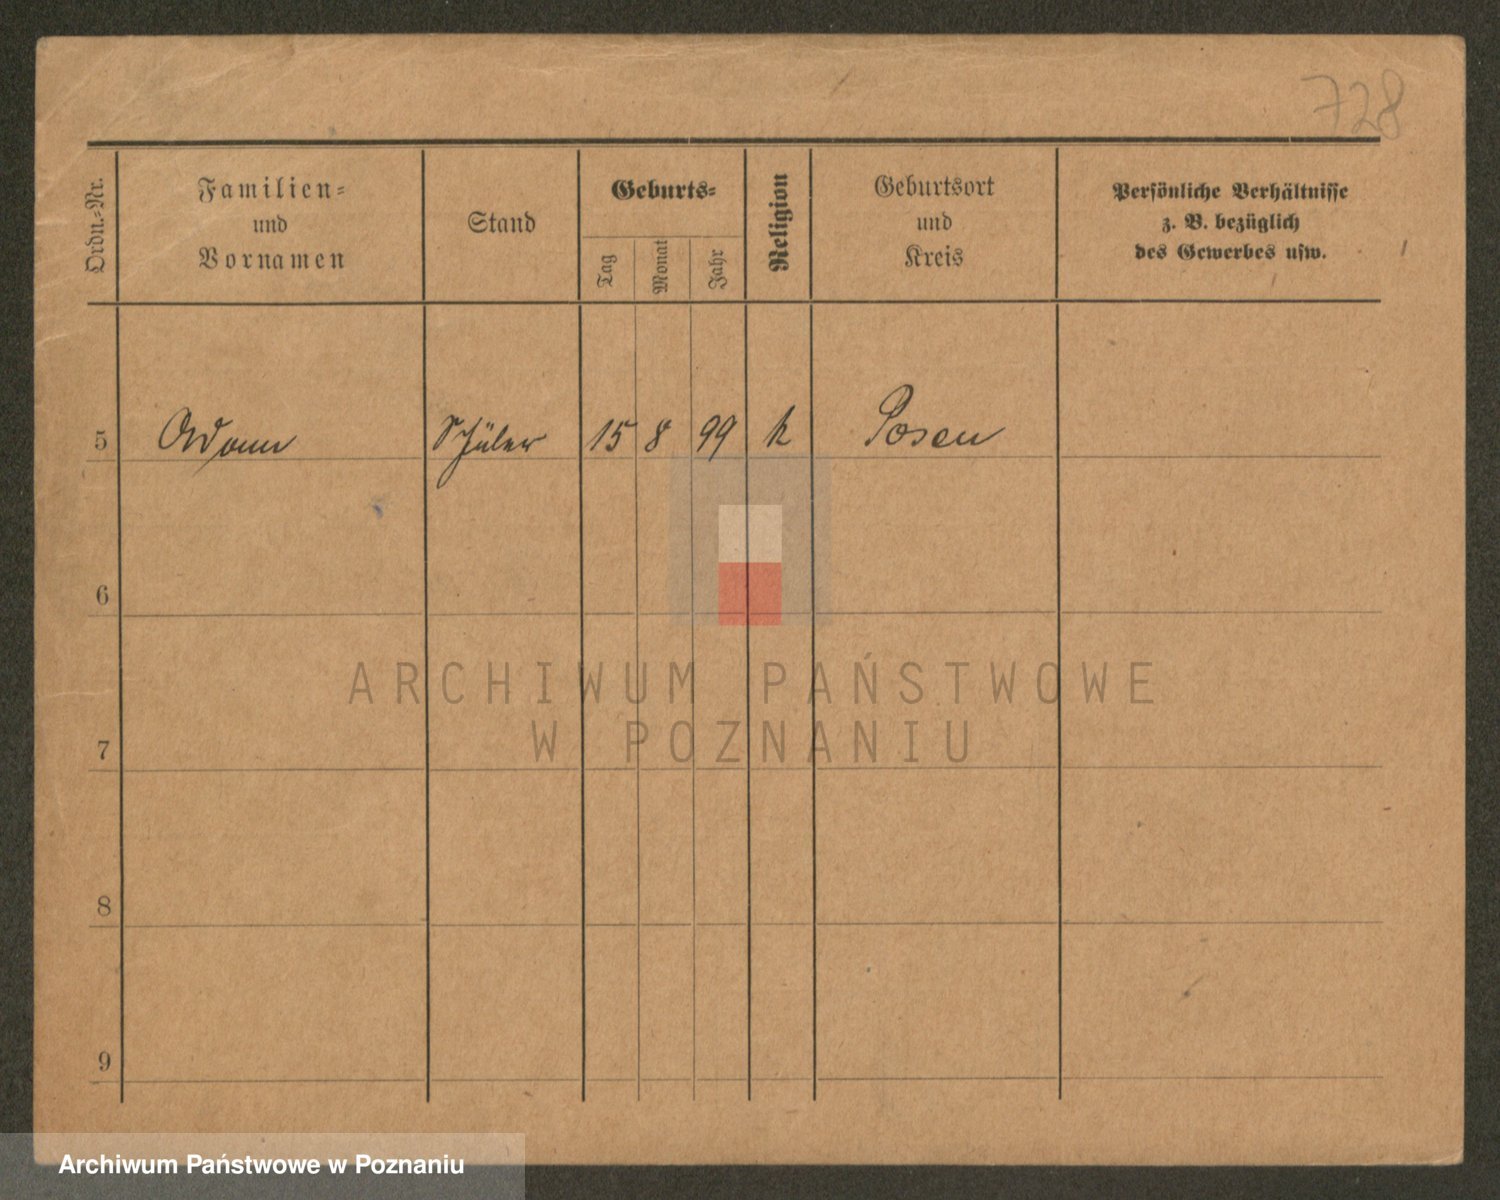 728
Ordn.-Nr.
Familien-
und
Vornamen
Stand
Geburts-
Tag
Monat
Jahr
Religion
Geburtsort
und
Kreis
Persönliche Verhältnisse
z. B. bezüglich
des Gewerbes usw.
5 Schüler 15 8 99 k Posen
6
7
8
9
ARCHIWUM PAŃSTWOWE
W POZNANIU
Archiwum Państwowe w Poznaniu